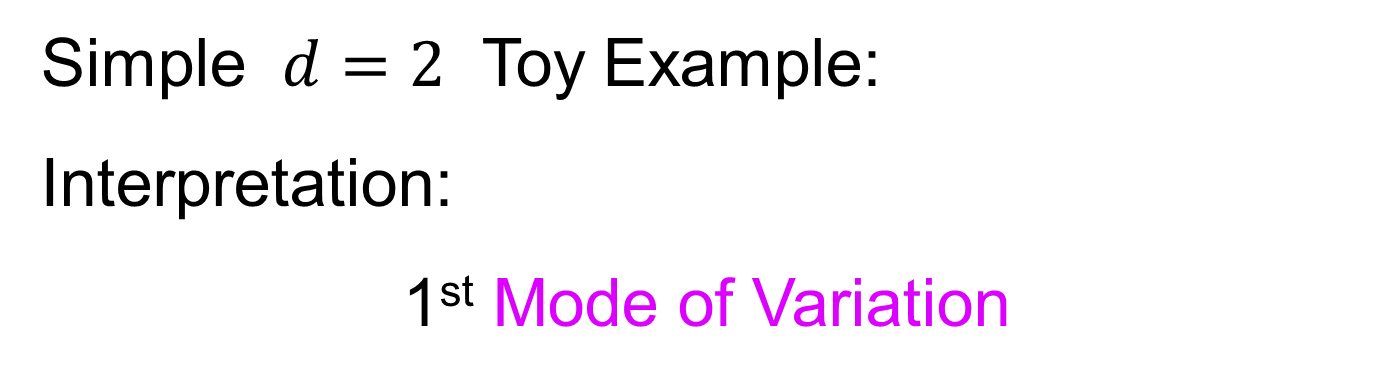 Simple 𝑑 = 2 Toy Example:
Interpretation:
1st Mode of Variation